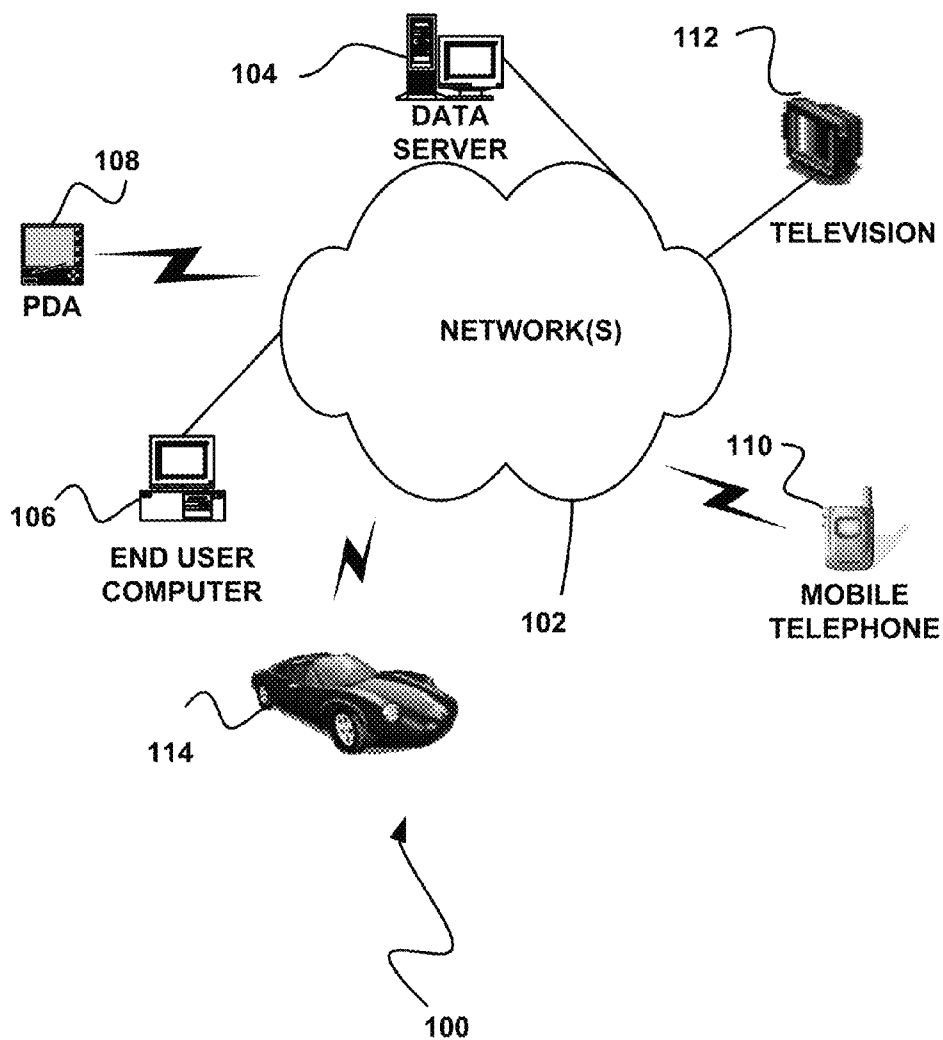 112
104
DATA
SERVER
108
TELEVISION
PDA
NETWORK(S)
110
106
END USER
COMPUTER
MOBILE
TELEPHONE
102
114
100